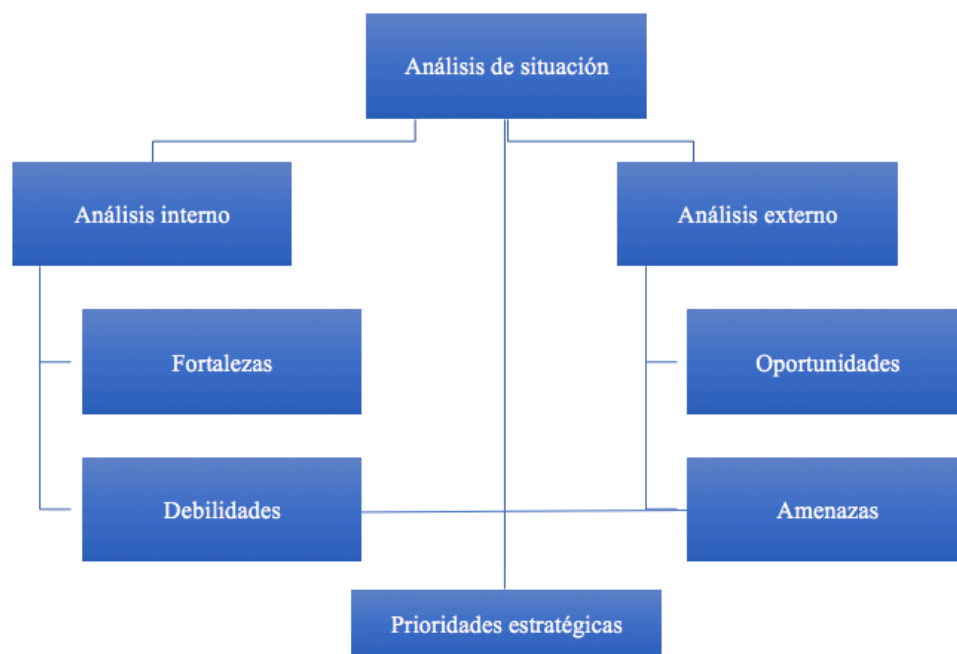 Análisis de situación
Análisis interno
Análisis externo
Fortalezas
Oportunidades
Debilidades
Amenazas
Prioridades estratégicas